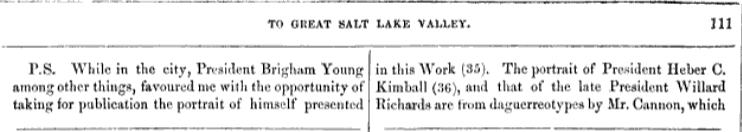 TO GREAT SALT LAKE VALLEY. 111
P.S. While in the city, President Brigham Young
among other things, favoured me with the opportunity of
taking for publication the portrait of himself presented
in this Work (35). The portrait of President Heber C.
Kimball (36), and that of the late President Willard
Richards are from daguerreotypes by Mr. Cannon, which